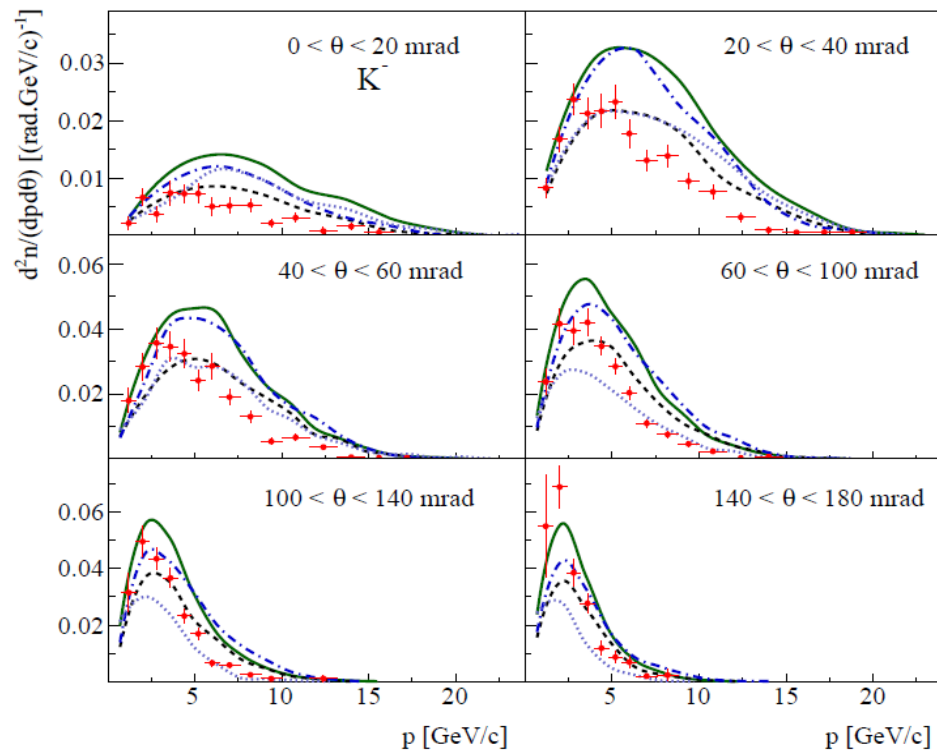 d²n/(dpdθ) [(rad.GeV/c)⁻¹]
0 < θ < 20 mrad
K⁻
20 < θ < 40 mrad
0.03
0.02
0.01
40 < θ < 60 mrad
60 < θ < 100 mrad
0.06
0.04
0.02
100 < θ < 140 mrad
140 < θ < 180 mrad
0.06
0.04
0.02
5 10 15 20 5 10 15 20
p [GeV/c] p [GeV/c]